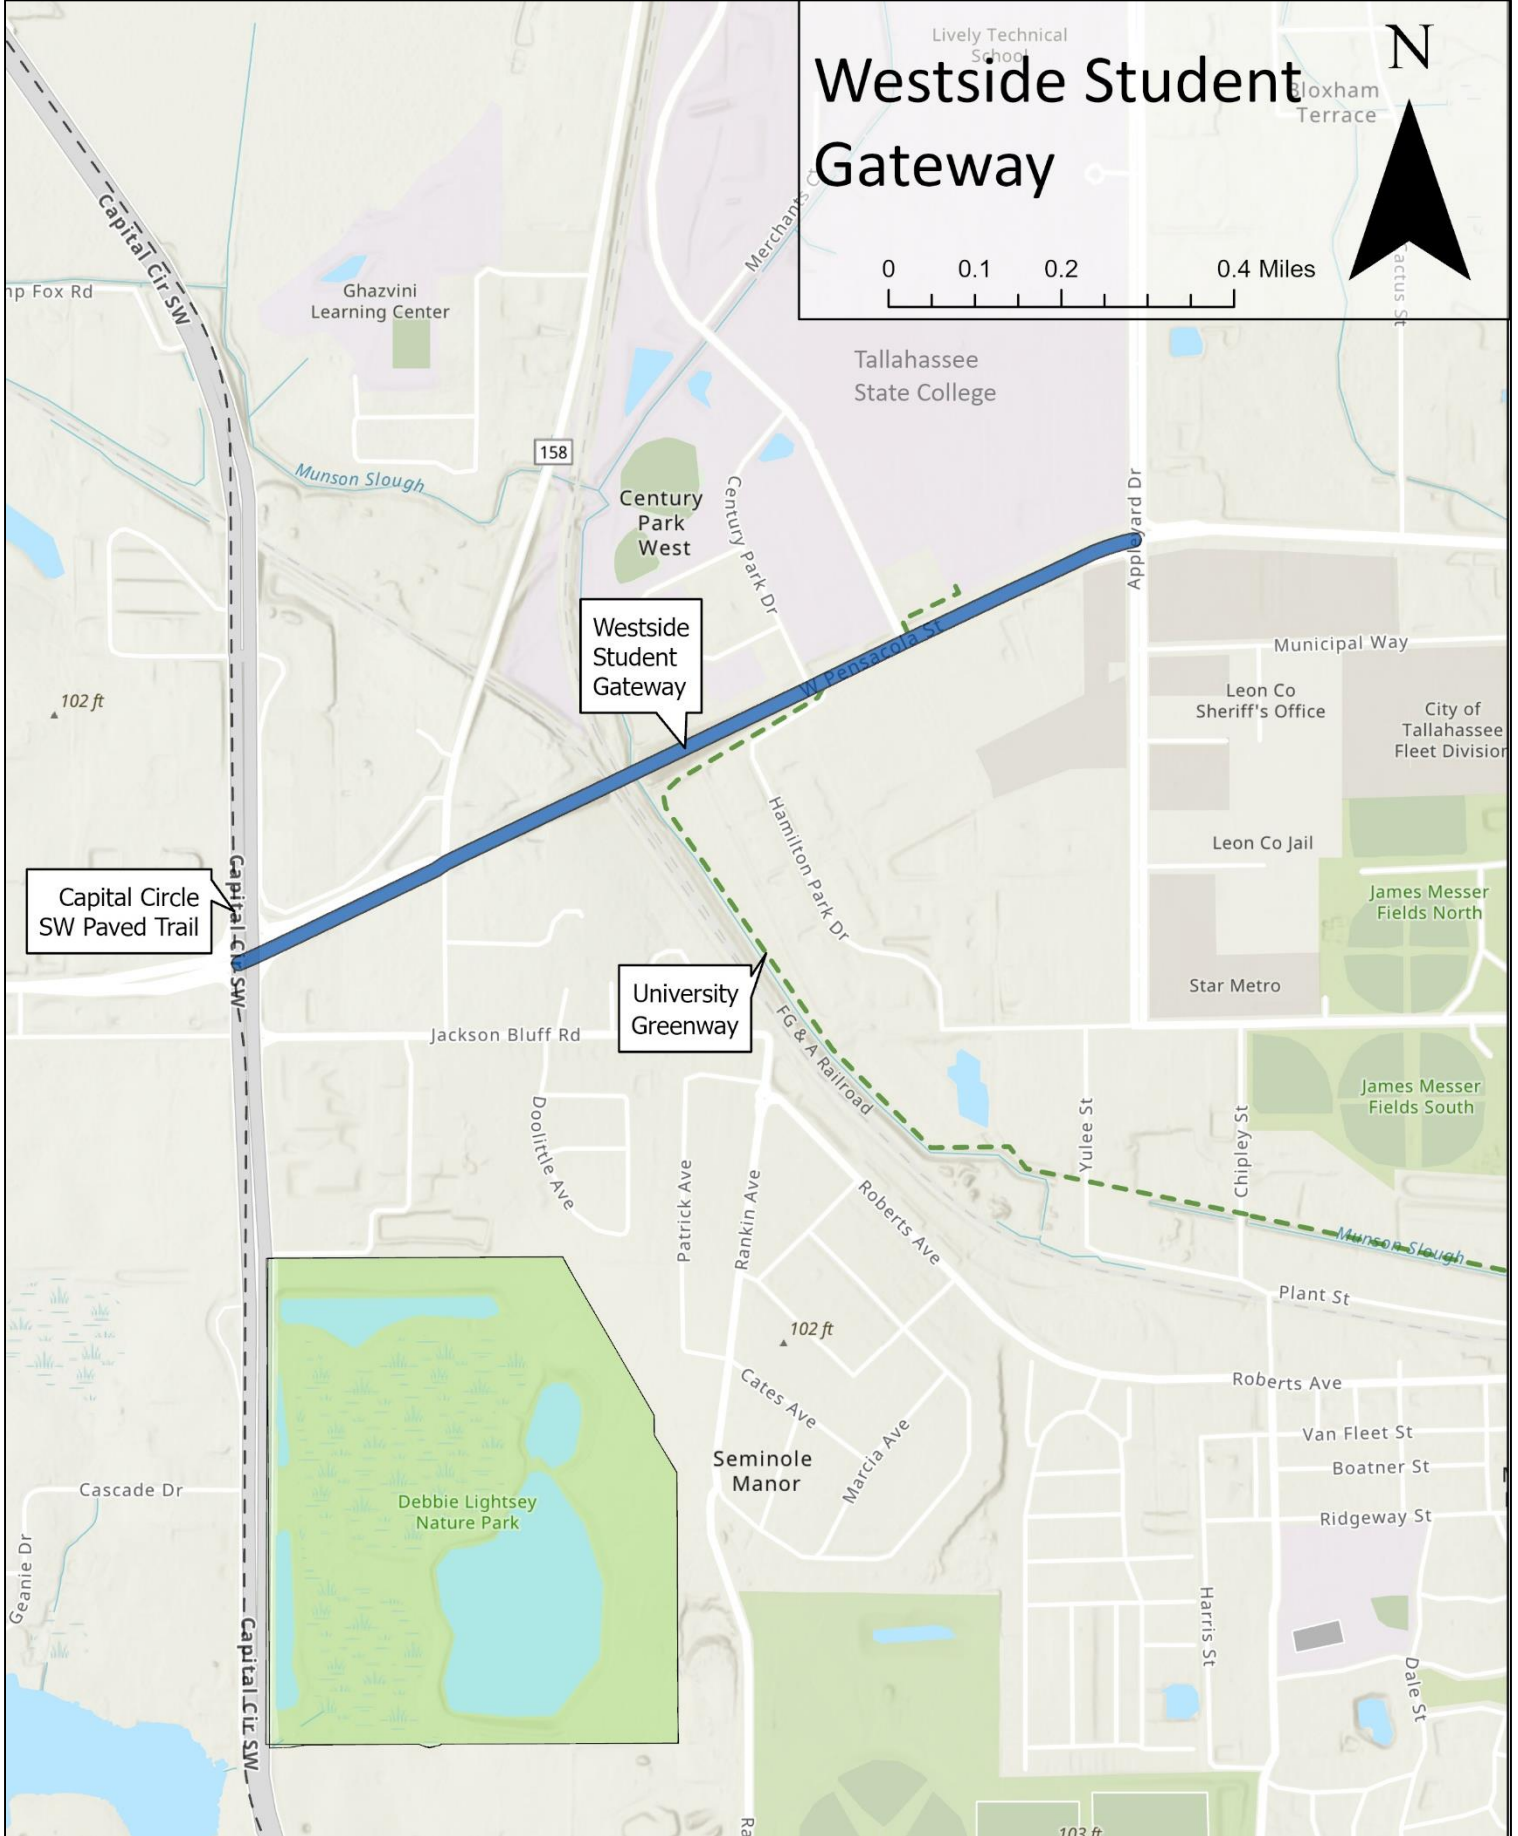 Lively Technical
School
Westside Student
Gateway
N
Bloxham
Terrace
0 0.1 0.2 0.4 Miles
Capital Cir SW
Merchants
np Fox Rd
Ghazvini
Learning Center
actus St
Tallahassee
State College
158
Munson Slough
Century
Park
West
Century Park Dr
Appleyard Dr
Westside
Student
Gateway
W Pensacola St
Municipal Way
102 ft
Leon Co
Sheriff's Office
City of
Tallahassee
Fleet Division
Hamilton Park Dr
Leon Co Jail
Capital Circle
SW Paved Trail
Capital Cir SW
James Messer
Fields North
University
Greenway
Star Metro
Jackson Bluff Rd
FG & A Railroad
James Messer
Fields South
Doolittle Ave
Patrick Ave
Rankin Ave
Roberts Ave
Yulee St
Chipley St
Munson Slough
Plant St
102 ft
Cates Ave
Roberts Ave
Marcia Ave
Van Fleet St
Seminole
Manor
Boatner St
Cascade Dr
Debbie Lightsey
Nature Park
Ridgeway St
Geanie Dr
Harris St
Capital Cir SW
Dale St
Ra
103 ft